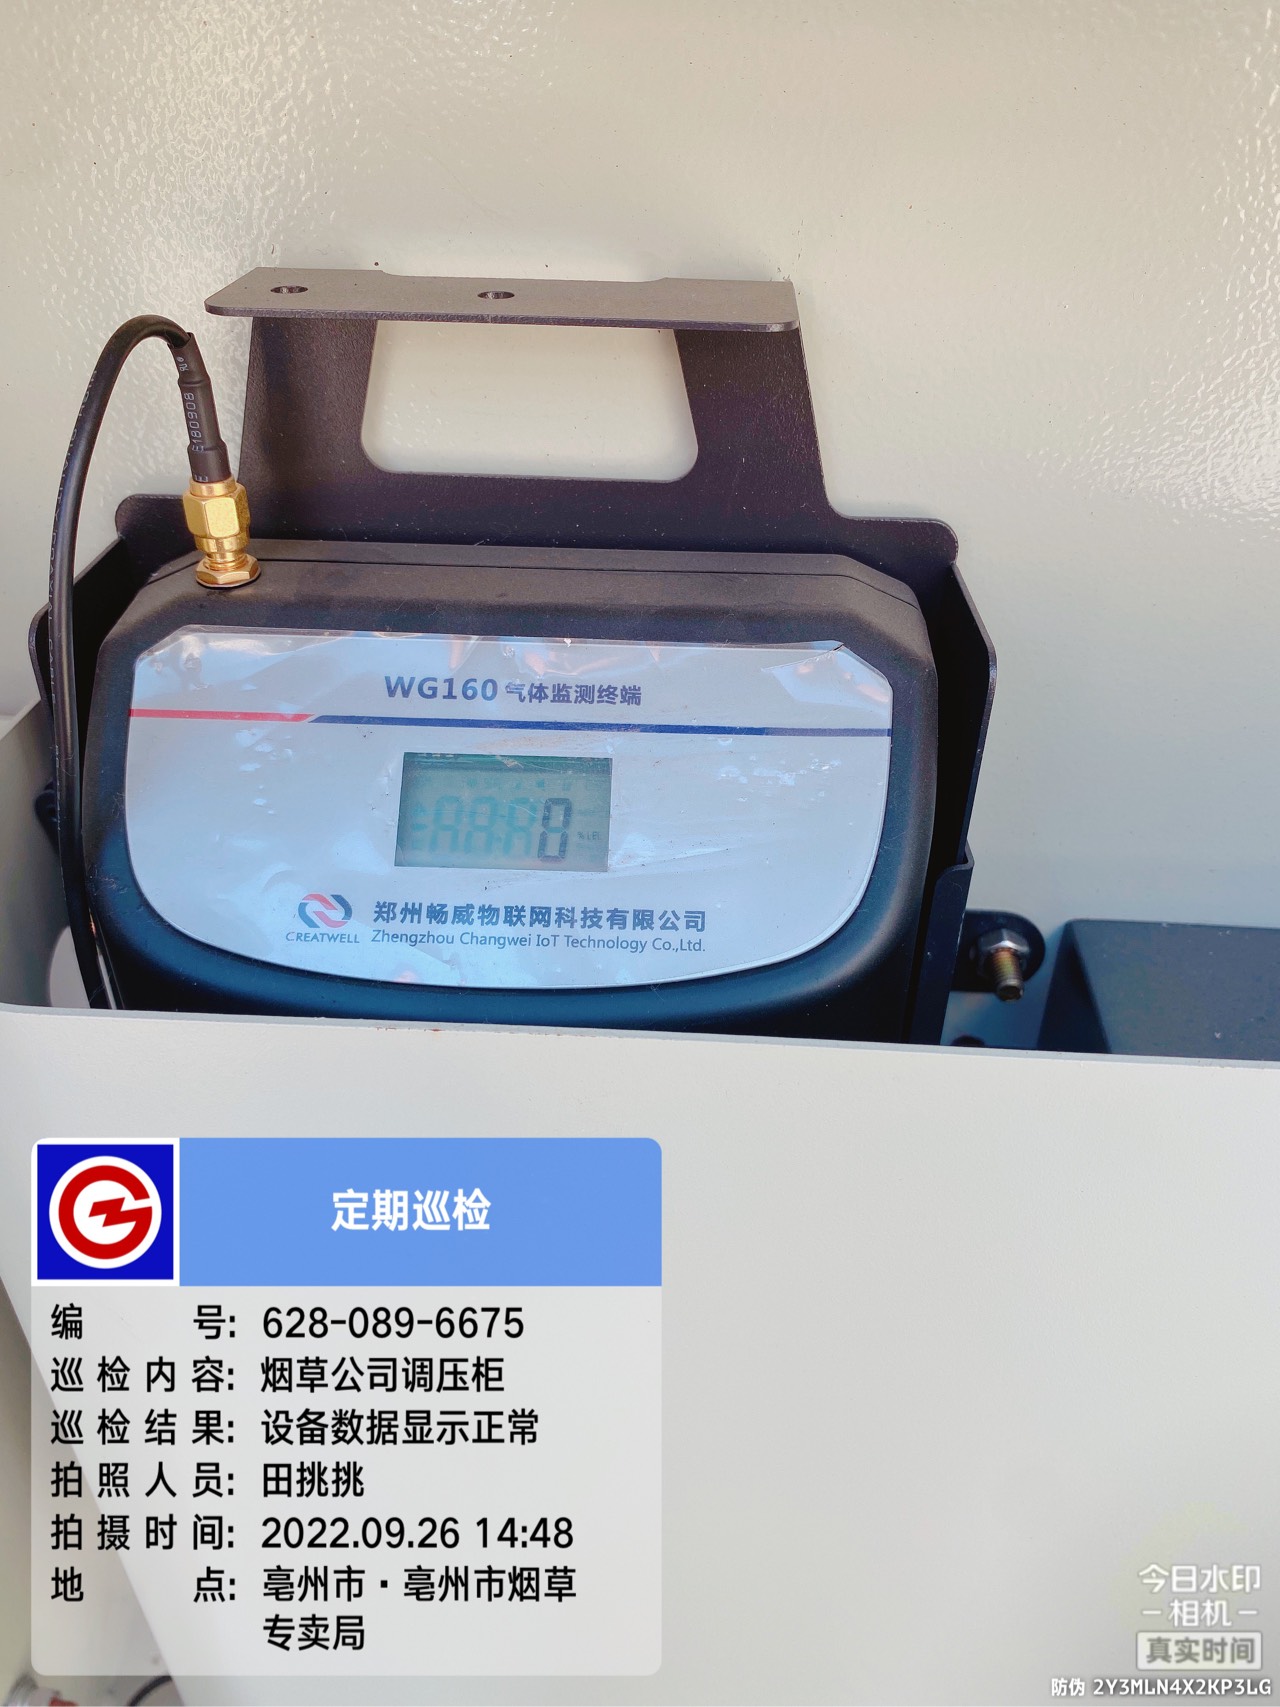 E180908
WG160 气体监测终端
0
CREATWELL
郑州畅威物联网科技有限公司
Zhengzhou Changwei IoT Technology Co.,Ltd.
定期巡检
编号: 628-089-6675
巡检内容: 烟草公司调压柜
巡检结果: 设备数据显示正常
拍照人员: 田挑挑
拍摄时间: 2022.09.26 14:48
地点: 亳州市·亳州市烟草
专卖局
今日水印
-相机-
真实时间
防伪 2Y3MLN4X2KP3LG